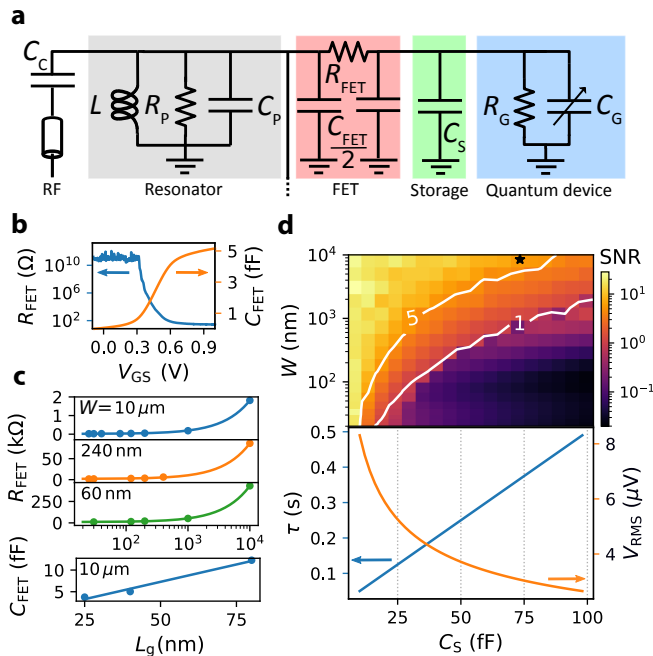 a
C_C
L
R_P
C_P
R_FET
C_FET
2
C_S
R_G
C_G
RF
Resonator
FET
Storage
Quantum device
b
R_FET (Ω)
10^10
10^6
10^2
5
3
1
C_FET (fF)
0.0
0.3
0.6
0.9
V_GS (V)
c
R_FET (kΩ)
2
1
0
W = 10 μm
50
0
240 nm
250
0
60 nm
10^2
10^3
10^4
C_FET (fF)
10
5
10 μm
25
40
60
80
L_g(nm)
d
SNR
W (nm)
10^4
10^3
10^2
5
1
10^1
10^0
10^-1
τ (s)
0.5
0.4
0.3
0.2
0.1
8
6
4
V_RMS (μV)
25
50
75
100
C_S (fF)